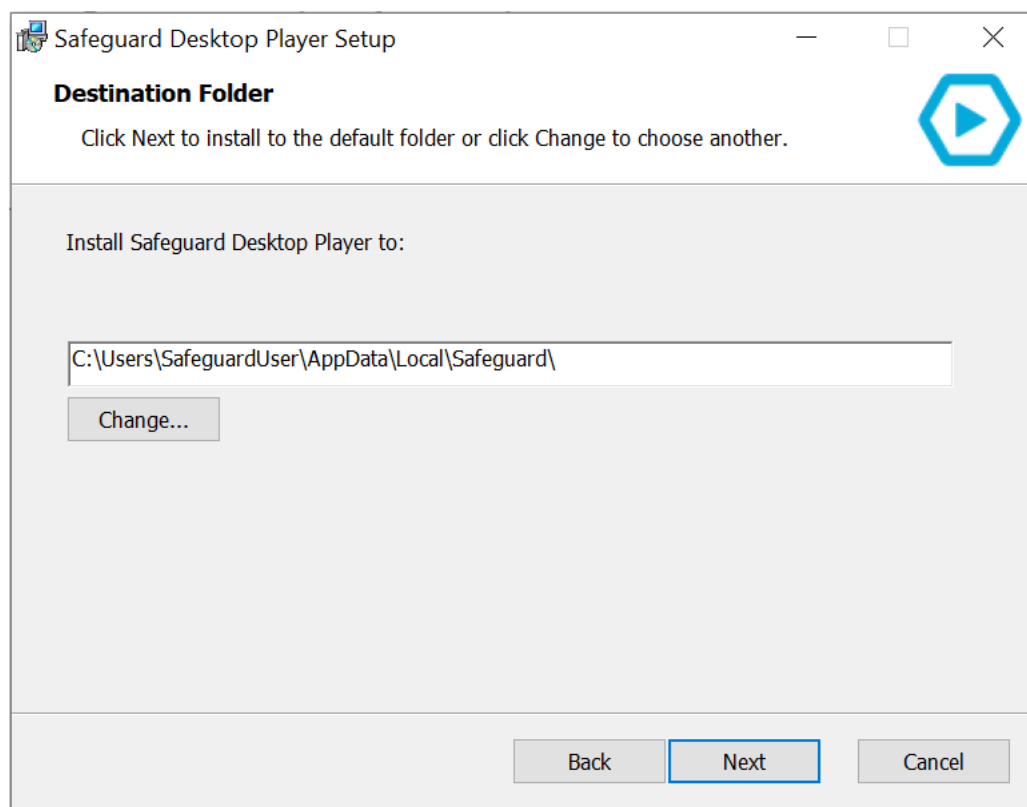 Safeguard Desktop Player Setup
Destination Folder
Click Next to install to the default folder or click Change to choose another.
Install Safeguard Desktop Player to:
C:\Users\SafeguardUser\AppData\Local\Safeguard\
Change...
Back Next Cancel